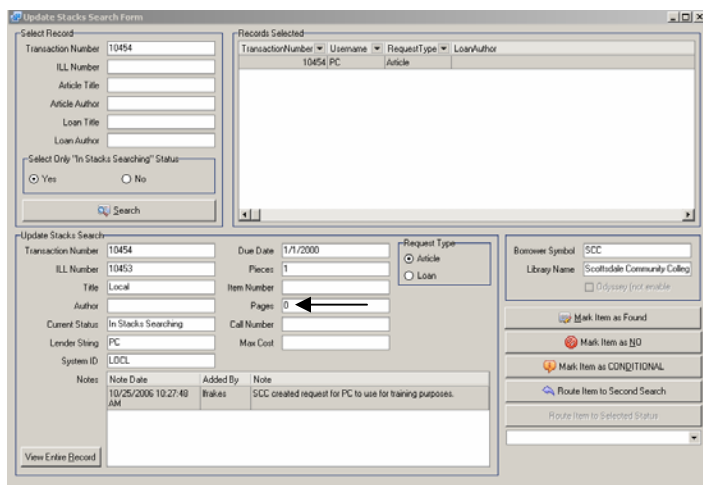 Update Stacks Search Form
Select Record
Transaction Number 10454
ILL Number
Article Title
Article Author
Loan Title
Loan Author
Select Only "In Stacks Searching" Status
Yes No
Search
Records Selected
TransactionNumber Username RequestType LoanAuthor
10454 PC Article
Update Stacks Search
Transaction Number 10454
ILL Number 10453
Title Local
Author
Current Status In Stacks Searching
Lender String PC
System ID LOCL
Due Date 1/1/2000
Pieces 1
Item Number
Pages 0
Call Number
Max Cost
Request Type
Article
Loan
Notes
Note Date Added By Note
10/25/2006 10:27:48 AM lfrakes SCC created request for PC to use for training purposes.
View Entire Record
Borrower Symbol SCC
Library Name Scottsdale Community Colleg
Odyssey (not enable
Mark Item as Found
Mark Item as NO
Mark Item as CONDITIONAL
Route Item to Second Search
Route Item to Selected Status